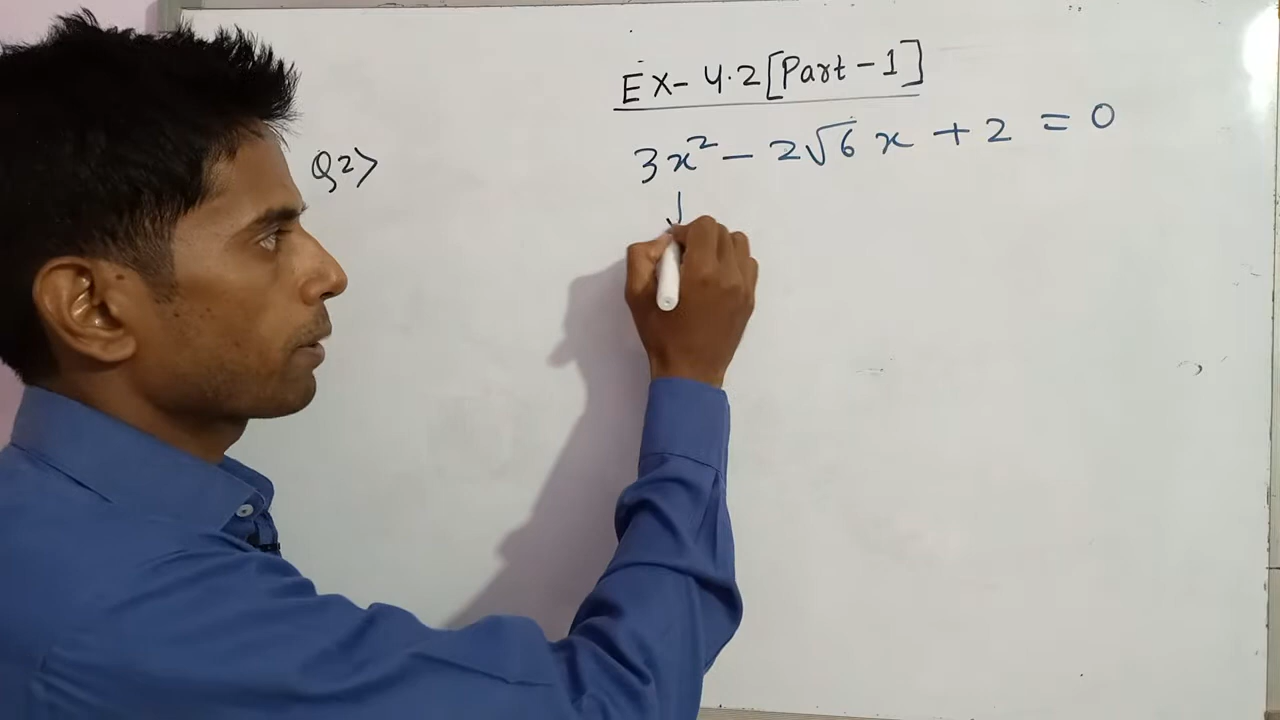 EX-4.2[Part-1]
Q2>
3x² - 2√6 x + 2 = 0